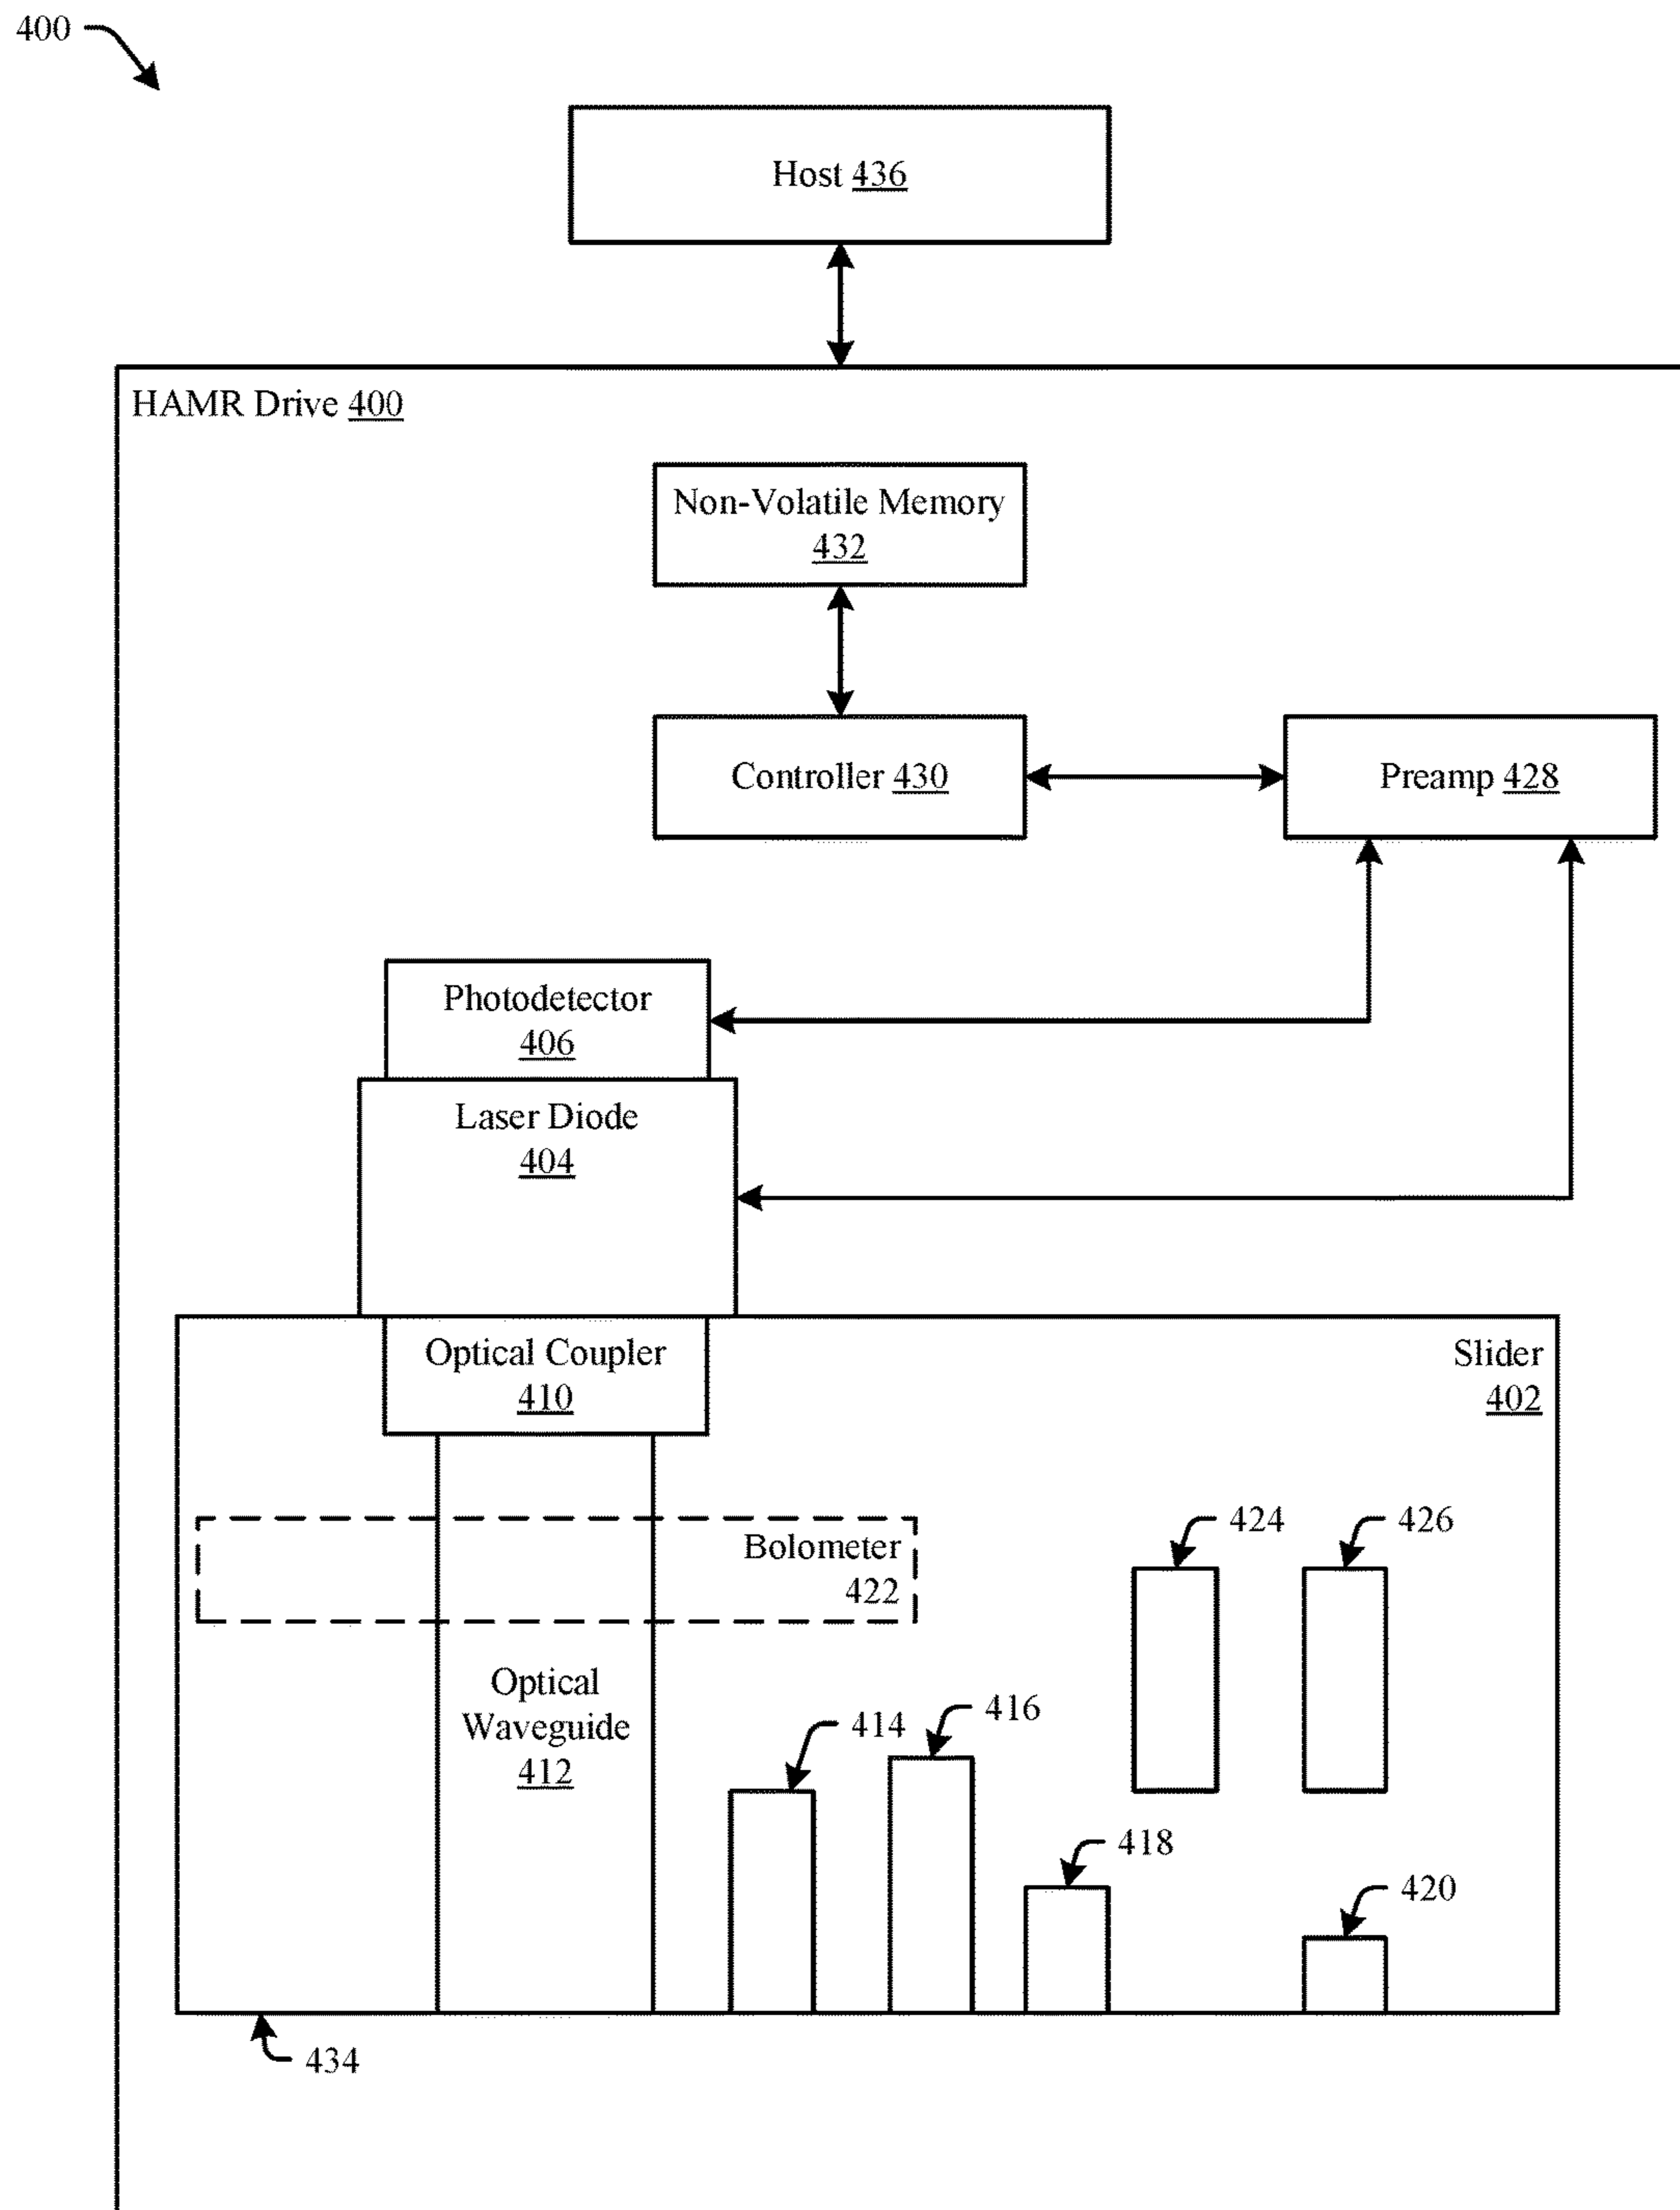 400
Host 436
HAMR Drive 400
Non-Volatile Memory
432
Controller 430
Preamp 428
Photodetector
406
Laser Diode
404
Optical Coupler
410
Slider
402
Bolometer
422
424
426
Optical
Waveguide
412
414
416
418
420
434